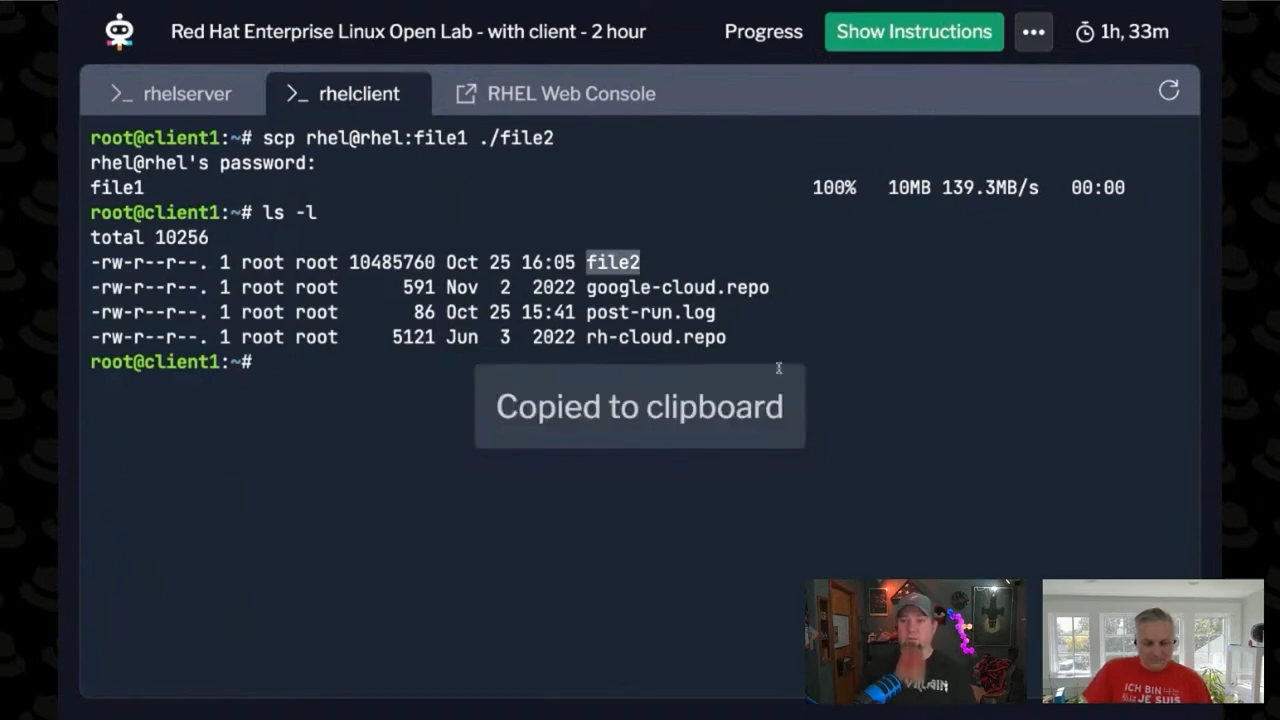 Red Hat Enterprise Linux Open Lab - with client - 2 hour
Progress
Show Instructions
1h, 33m
>_ rhelserver
>_ rhelclient
RHEL Web Console
root@client1:~# scp rhel@rhel:file1 ./file2
rhel@rhel's password:
file1 100% 10MB 139.3MB/s 00:00
root@client1:~# ls -l
total 10256
-rw-r--r--. 1 root root 10485760 Oct 25 16:05 file2
-rw-r--r--. 1 root root 591 Nov 2 2022 google-cloud.repo
-rw-r--r--. 1 root root 86 Oct 25 15:41 post-run.log
-rw-r--r--. 1 root root 5121 Jun 3 2022 rh-cloud.repo
root@client1:~#
Copied to clipboard
ICH BIN
JE SUIS